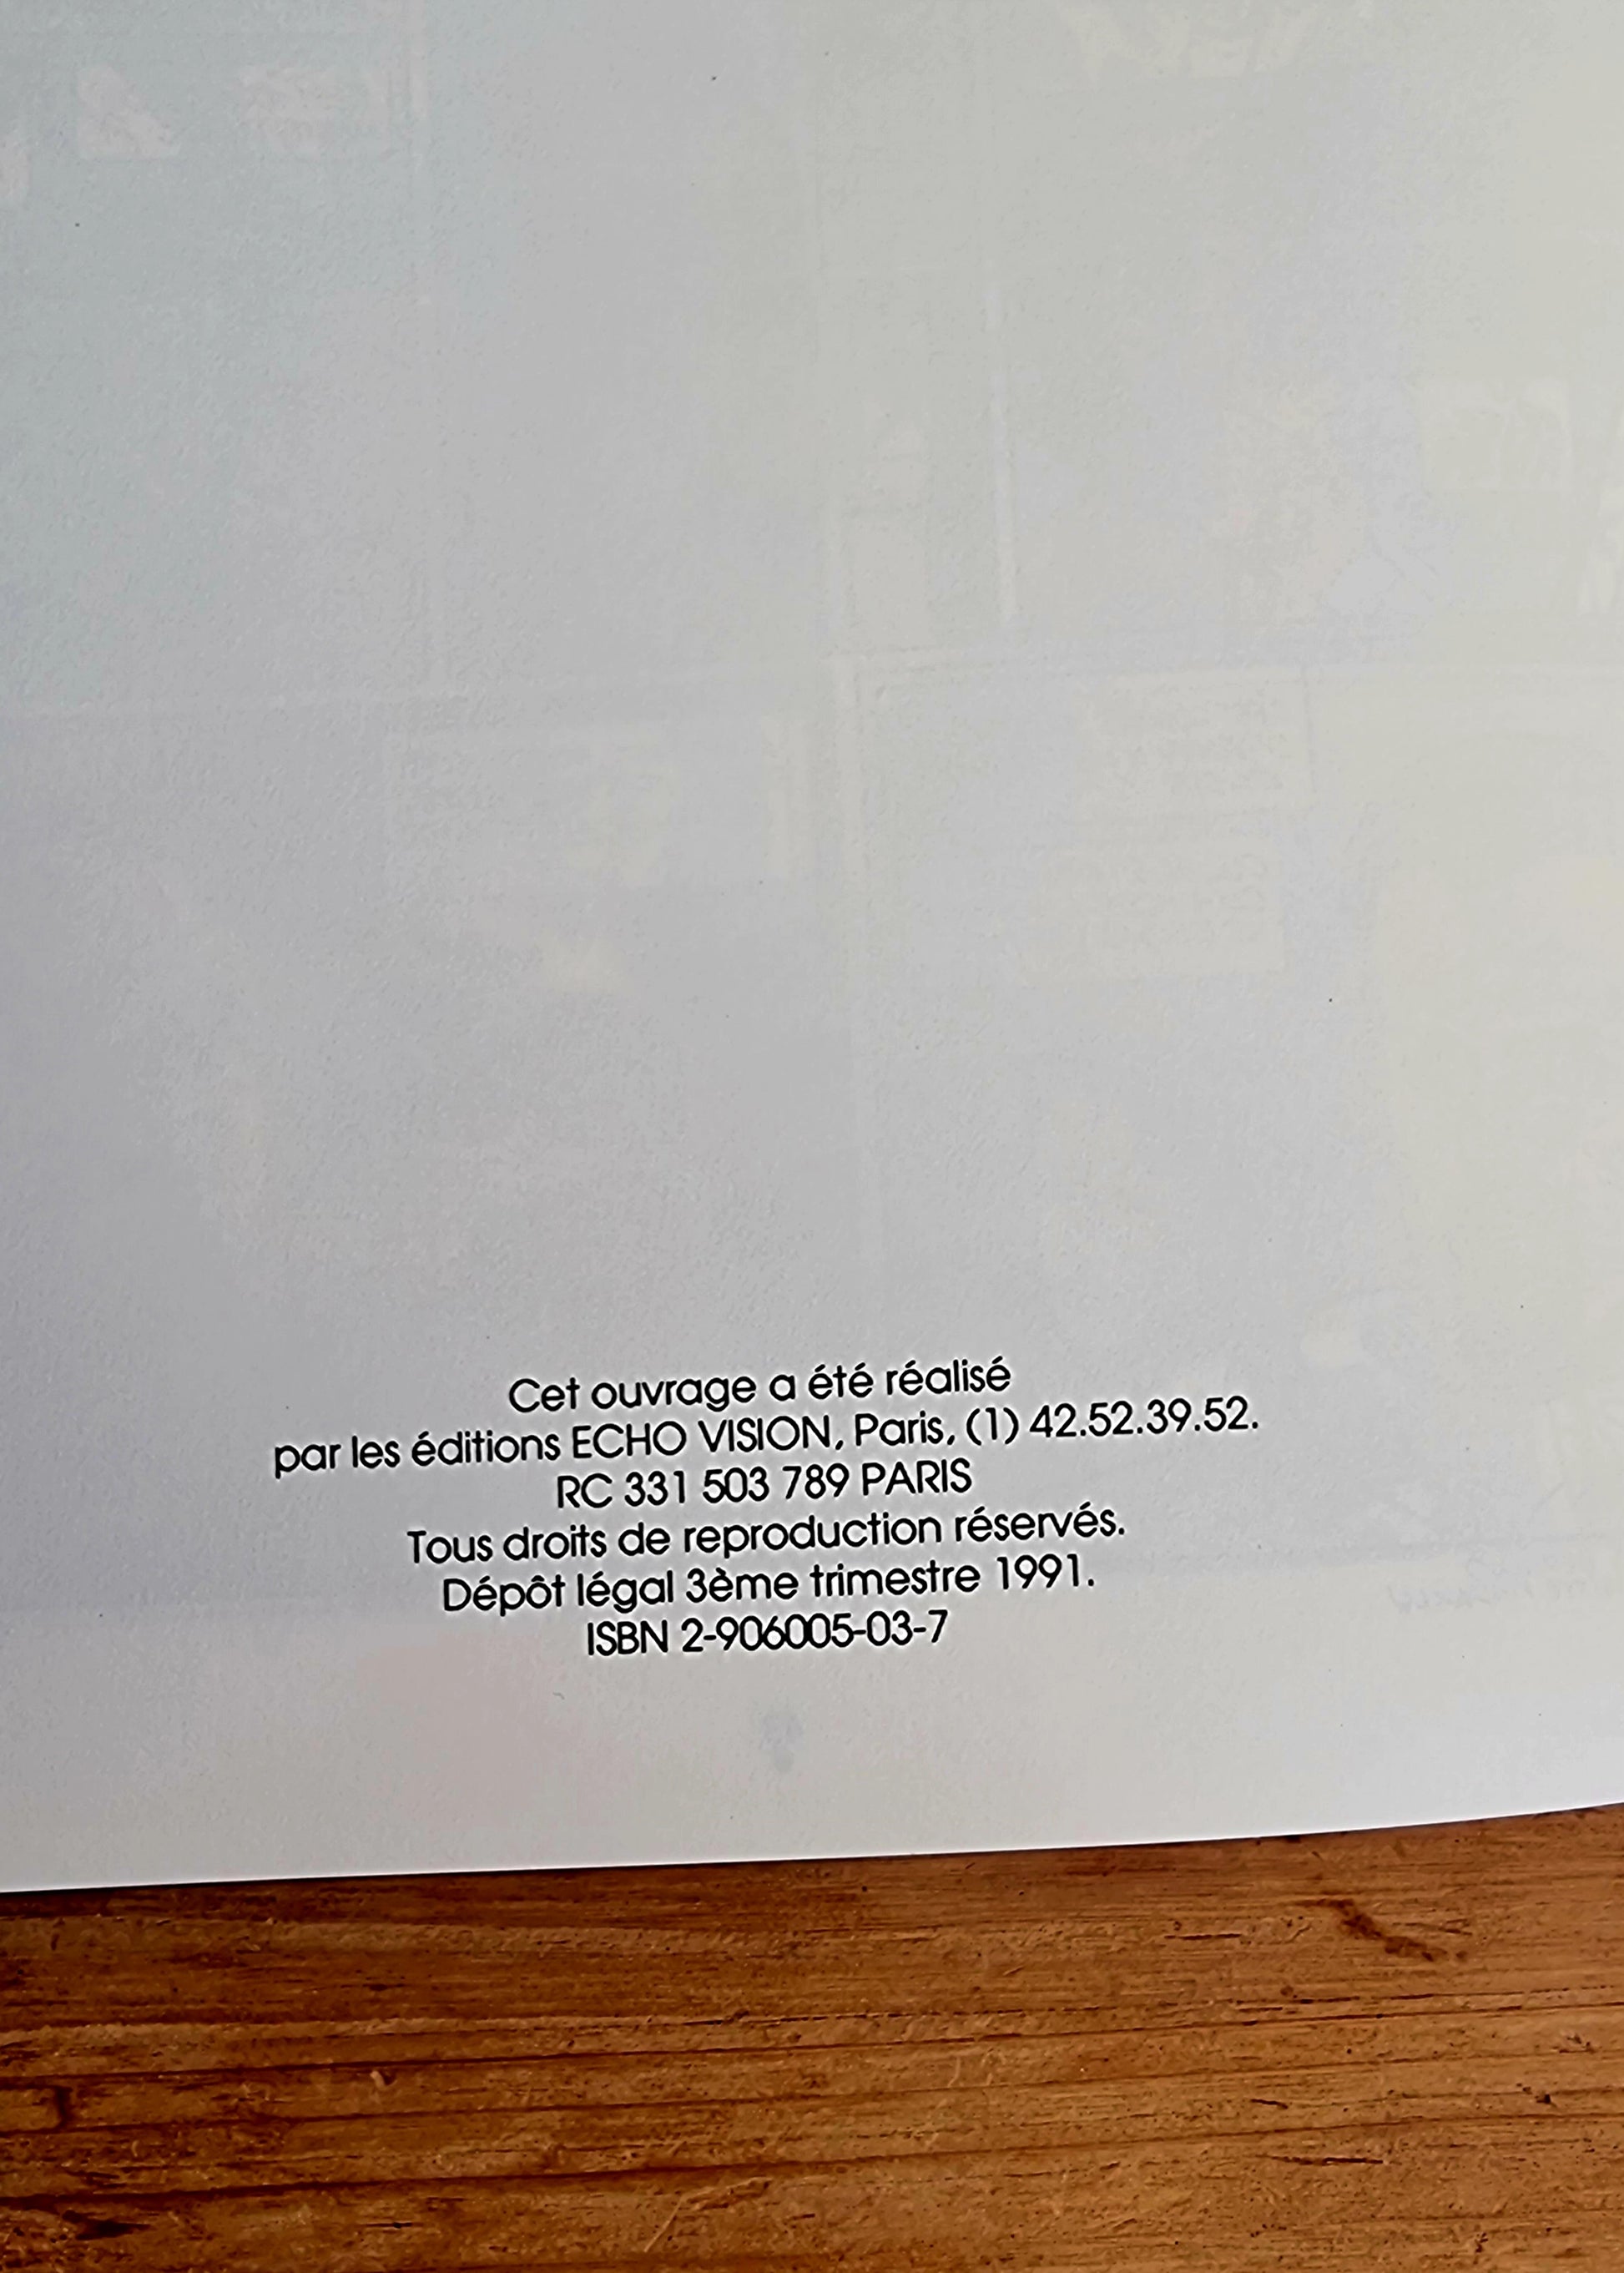 Cet ouvrage a été réalisé
par les éditions ECHO VISION, Paris, (1) 42.52.39.52.
RC 331 503 789 PARIS
Tous droits de reproduction réservés.
Dépôt légal 3ème trimestre 1991.
ISBN 2-906005-03-7